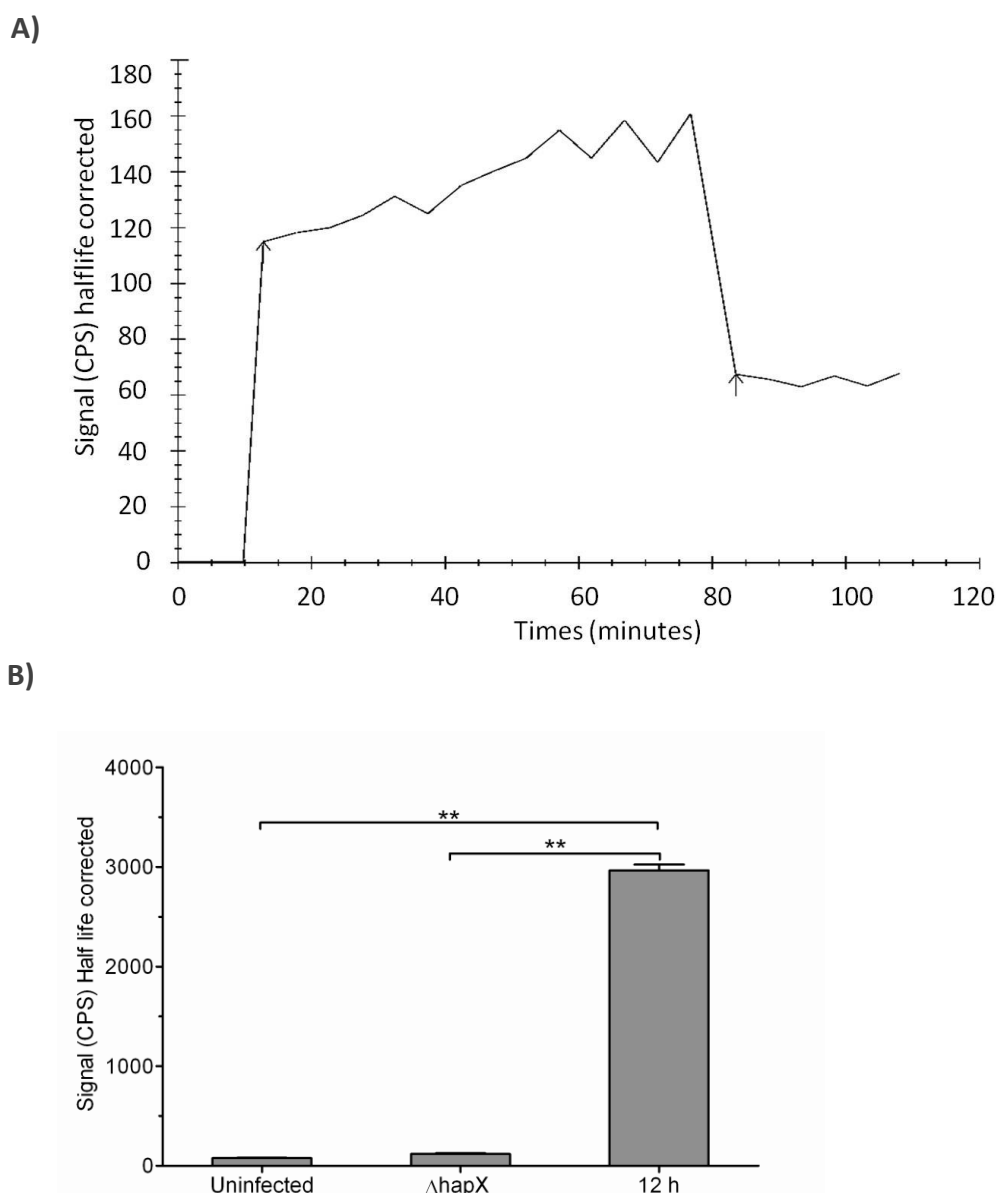 A)
180
160
140
120
100
80
60
40
20
0
Signal (CPS) halflife corrected
0 20 40 60 80 100 120
Times (minutes)
B)
4000
3000
2000
1000
0
Signal (CPS) Half life corrected
**
**
Uninfected ΔhapX 12 h